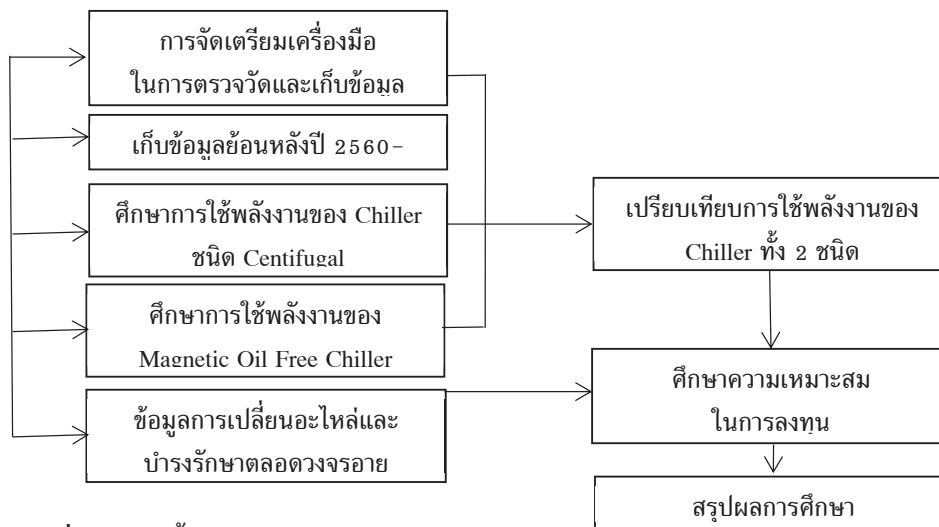 การจัดเตรียมเครื่องมือ
ในการตรวจวัดและเก็บข้อมูล
เก็บข้อมูลย้อนหลังปี 2560-
ศึกษาการใช้พลังงานของ Chiller
ชนิด Centifugal
ศึกษาการใช้พลังงานของ
Magnetic Oil Free Chiller
ข้อมูลการเปลี่ยนอะไหล่และ
บำรงรักษาตลอดวงจรอาย
เปรียบเทียบการใช้พลังงานของ
Chiller ทั้ง 2 ชนิด
ศึกษาความเหมาะสม
ในการลงทุน
สรุปผลการศึกษา